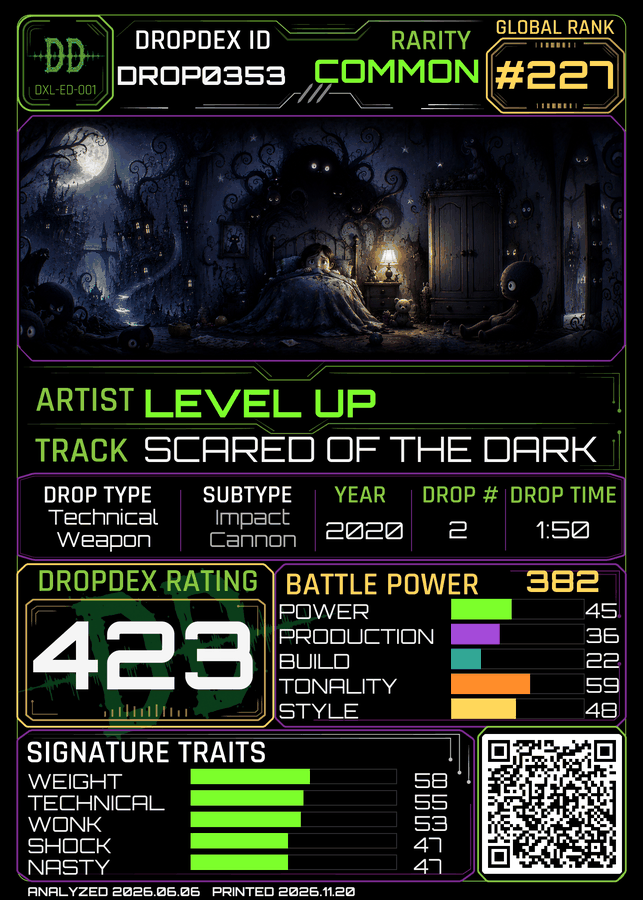 DD
DXL-ED-001
DROPDEX ID
DROP0353
RARITY
COMMON
GLOBAL RANK
#227
ARTIST LEVEL UP
TRACK SCARED OF THE DARK
DROP TYPE
Technical
Weapon
SUBTYPE
Impact
Cannon
YEAR
2020
DROP #
2
DROP TIME
1:50
DROPDEX RATING
423
BATTLE POWER 382
POWER 45
PRODUCTION 36
BUILD 22
TONALITY 59
STYLE 48
SIGNATURE TRAITS
WEIGHT 58
TECHNICAL 55
WONK 53
SHOCK 47
NASTY 47
ANALYZED 2026.06.06 PRINTED 2026.11.20